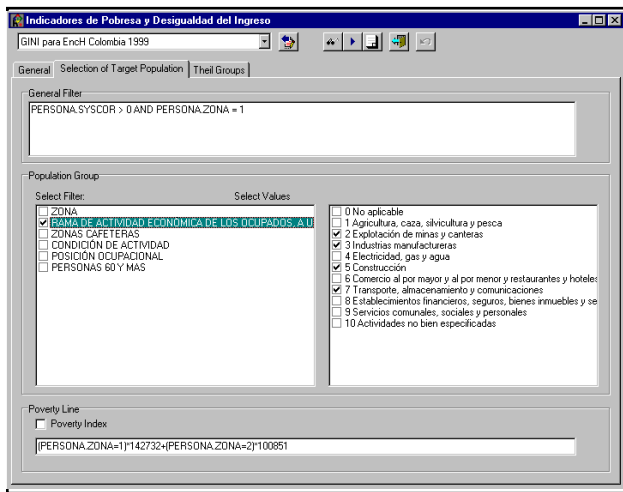 Indicadores de Pobresa y Desigualdad del Ingreso
GINI para EncH Colombia 1999
General
Selection of Target Population
Theil Groups
General Filter
PERSONA.SYSCOR > 0 AND PERSONA.ZONA = 1
Population Group
Select Filter:
Select Values
ZONA
RAMA DE ACTIVIDAD ECONÓMICA DE LOS OCUPADOS, A U
ZONAS CAFETERAS
CONDICIÓN DE ACTIVIDAD
POSICIÓN OCUPACIONAL
PERSONAS 60 Y MAS
0 No aplicable
1 Agricultura, caza, silvicultura y pesca
2 Explotación de minas y canteras
3 Industrias manufactureras
4 Electricidad, gas y agua
5 Construcción
6 Comercio al por mayor y al por menor y restaurantes y hoteles
7 Transporte, almacenamiento y comunicaciones
8 Establecimientos financieros, seguros, bienes inmuebles y se
9 Servicios comunales, sociales y personales
10 Actividades no bien especificadas
Poverty Line
Poverty Index
(PERSONA.ZONA=1)*142732+(PERSONA.ZONA=2)*100851